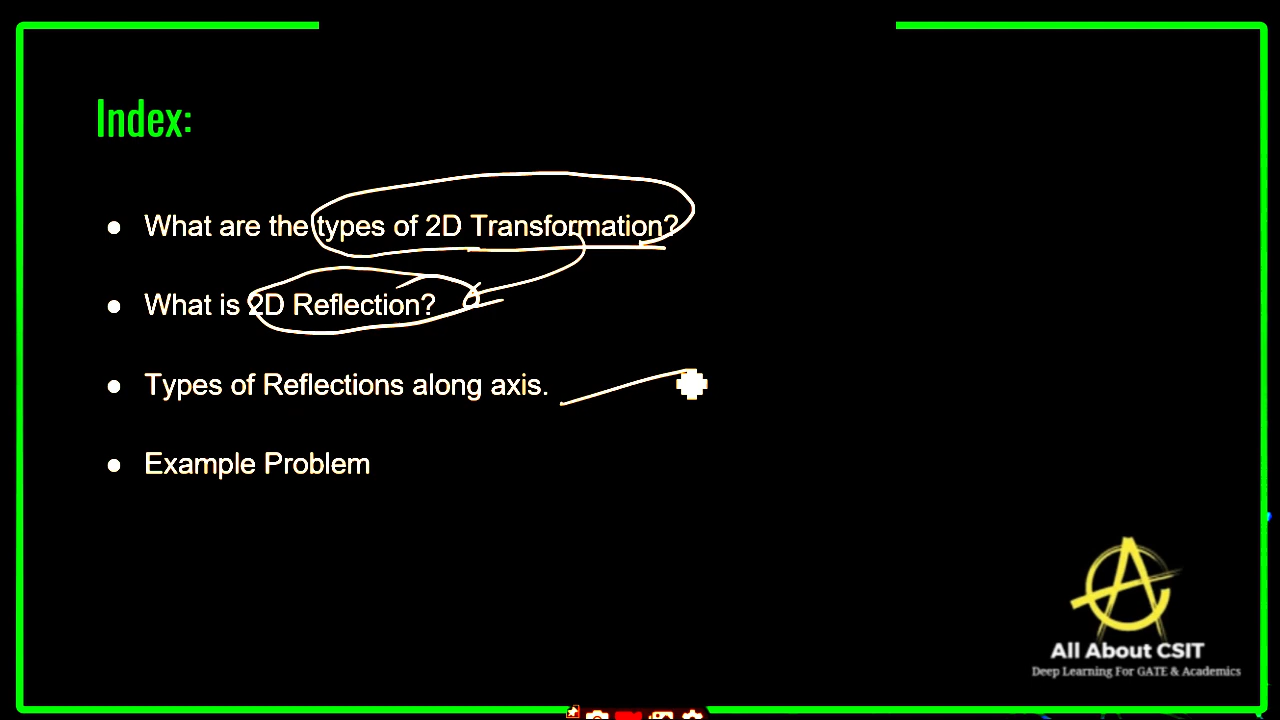 Index:
● What are the types of 2D Transformation?
● What is 2D Reflection?
● Types of Reflections along axis.
● Example Problem
All About CSIT
Deep Learning For GATE & Academics